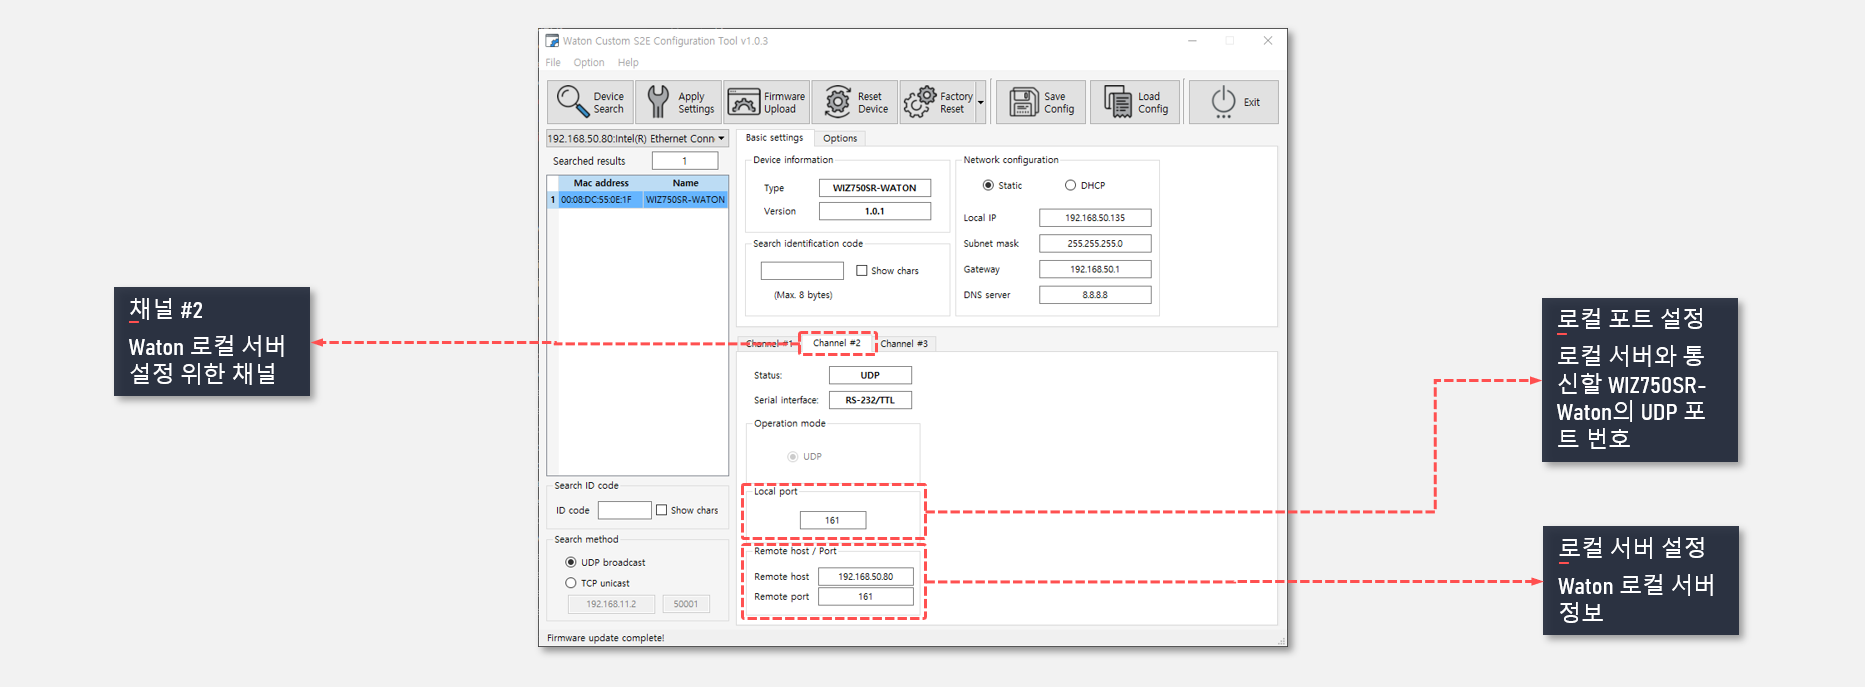 Waton Custom S2E Configuration Tool v1.0.3
File Option Help
Device Search
Apply Settings
Firmware Upload
Reset Device
Factory Reset
Save Config
Load Config
Exit
192.168.50.80:Intel(R) Ethernet Conn
Searched results 1
Mac address Name
1 00:08:DC:55:0E:1F WIZ750SR-WATON
Search ID code
ID code Show chars
Search method
UDP broadcast
TCP unicast
192.168.11.2 50001
Firmware update complete!
Basic settings Options
Device information
Type WIZ750SR-WATON
Version 1.0.1
Search identification code
Show chars
(Max. 8 bytes)
Network configuration
Static DHCP
Local IP 192.168.50.135
Subnet mask 255.255.255.0
Gateway 192.168.50.1
DNS server 8.8.8.8
Channel #1 Channel #2 Channel #3
Status: UDP
Serial interface: RS-232/TTL
Operation mode
UDP
Local port
161
Remote host / Port
Remote host 192.168.50.80
Remote port 161
채널 #2
Waton 로컬 서버
설정 위한 채널
로컬 포트 설정
로컬 서버와 통
신할 WIZ750SR-
Waton의 UDP 포
트 번호
로컬 서버 설정
Waton 로컬 서버
정보